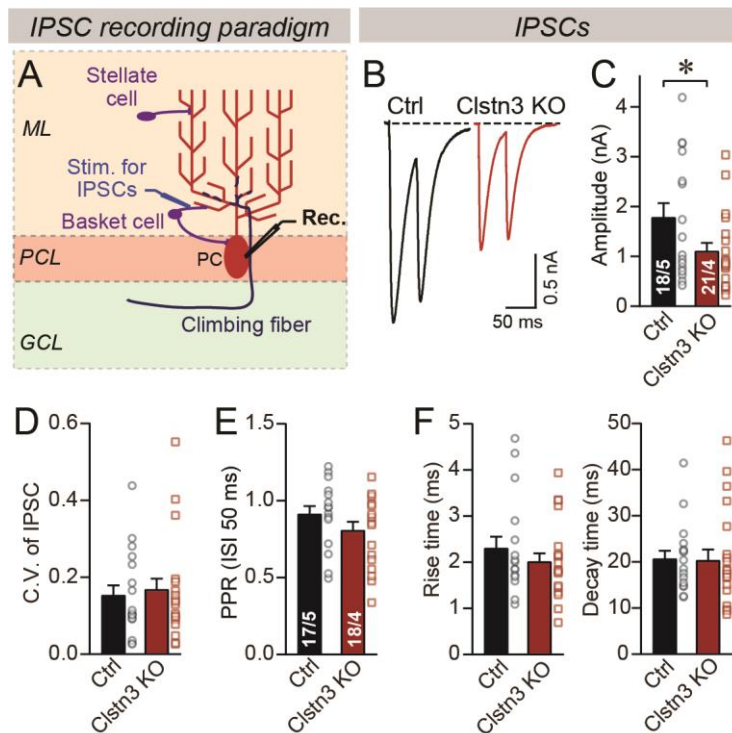 IPSC recording paradigm
IPSCs
A
Stellate
cell
ML
Stim. for
IPSCs
Basket cell
Rec.
PCL
PC
Climbing fiber
GCL
B
Ctrl
Clstn3 KO
0.5 nA
50 ms
C
*
Amplitude (nA)
4
3
2
1
0
18/5
21/4
Ctrl
Clstn3 KO
D
C.V. of IPSC
0.6
0.4
0.2
0.0
Ctrl
Clstn3 KO
E
PPR (ISI 50 ms)
1.5
1.0
0.5
0.0
17/5
18/4
Ctrl
Clstn3 KO
F
Rise time (ms)
5
4
3
2
1
0
Ctrl
Clstn3 KO
Decay time (ms)
50
40
30
20
10
0
Ctrl
Clstn3 KO